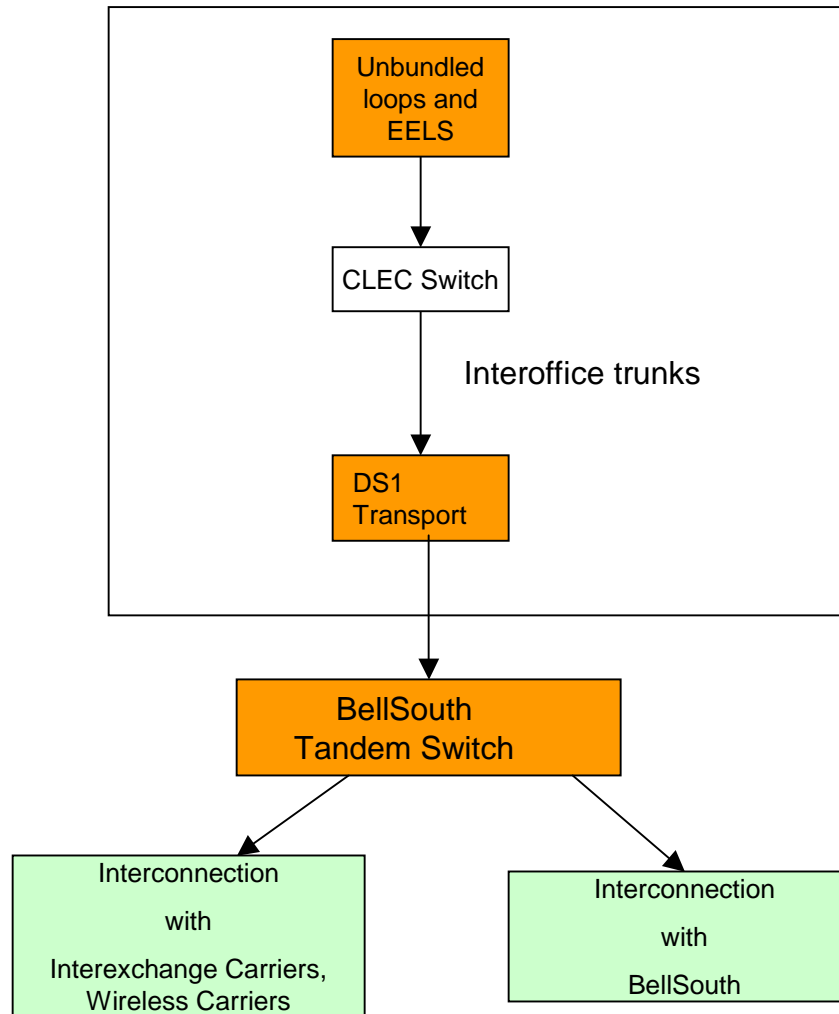 Unbundled
loops and
EELS
CLEC Switch
Interoffice trunks
DS1
Transport
BellSouth
Tandem Switch
Interconnection
with
Interexchange Carriers,
Wireless Carriers
Interconnection
with
BellSouth